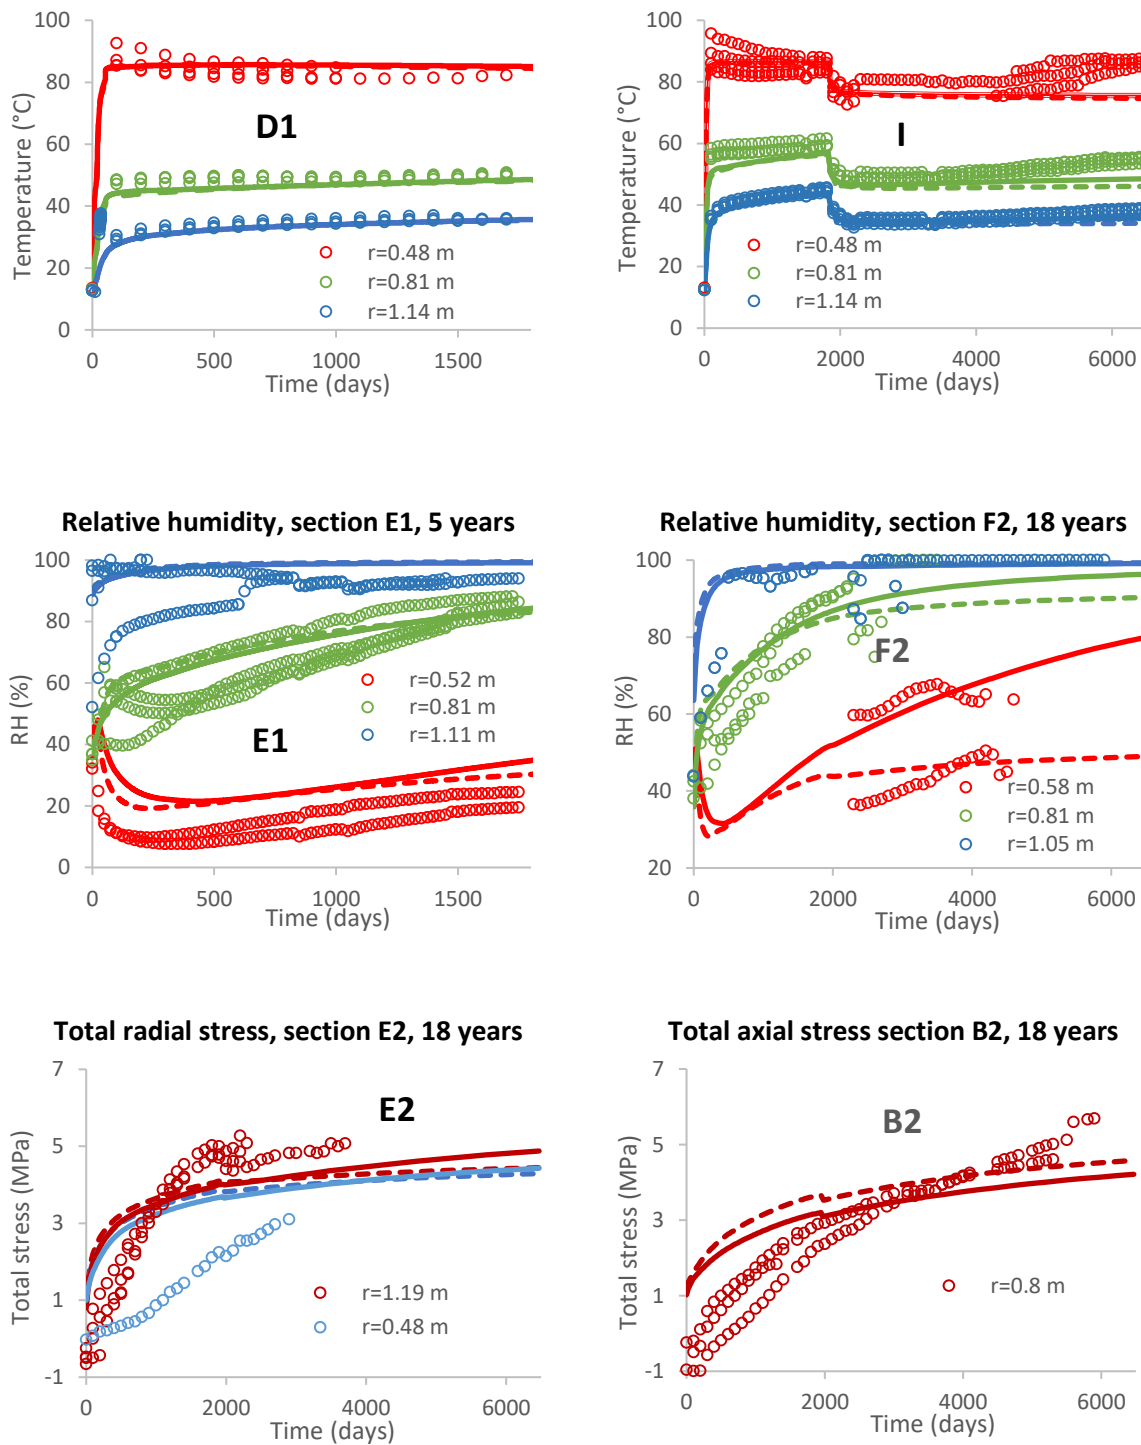 100
80
60
40
20
0
Temperature (°C)
D1
r=0.48 m
r=0.81 m
r=1.14 m
0
500
1000
1500
Time (days)
100
80
60
40
20
0
Temperature (°C)
I
r=0.48 m
r=0.81 m
r=1.14 m
0
2000
4000
6000
Time (days)
Relative humidity, section E1, 5 years
100
80
60
40
20
0
RH (%)
E1
r=0.52 m
r=0.81 m
r=1.11 m
0
500
1000
1500
Time (days)
Relative humidity, section F2, 18 years
100
80
60
40
20
RH (%)
F2
r=0.58 m
r=0.81 m
r=1.05 m
0
2000
4000
6000
Time (days)
Total radial stress, section E2, 18 years
7
5
3
1
-1
Total stress (MPa)
E2
r=1.19 m
r=0.48 m
0
2000
4000
6000
Time (days)
Total axial stress section B2, 18 years
7
5
3
1
-1
Total stress (MPa)
B2
r=0.8 m
0
2000
4000
6000
Time (days)